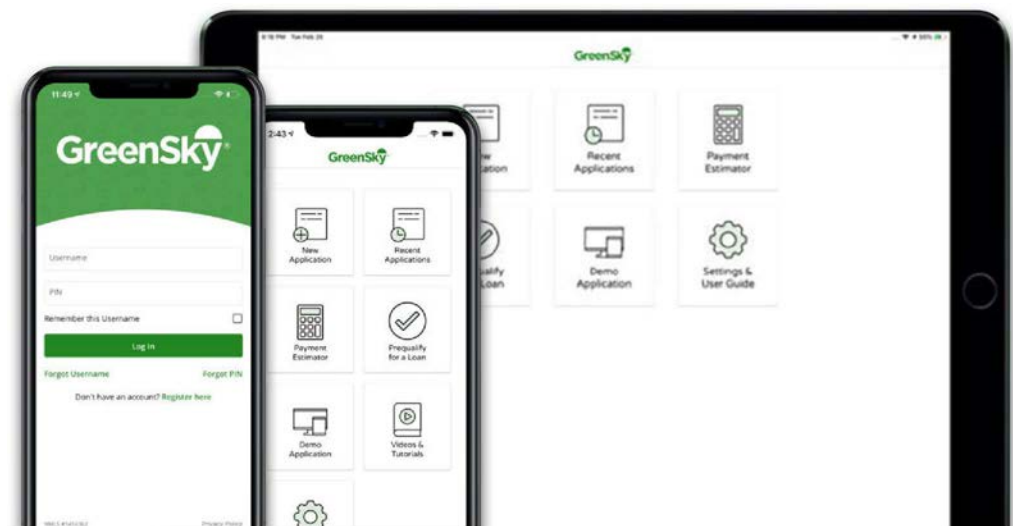 11:49
GreenSky
Username
PIN
Remember this Username
Log In
Forgot Username
Forgot PIN
Don't have an account? Register here
Privacy Policy
2:43
GreenSky
New
Application
Recent
Applications
Payment
Estimator
Prequalify
for a Loan
Demo
Application
Videos &
Tutorials
GreenSky
Recent
Applications
Payment
Estimator
Demo
Application
Settings &
User Guide